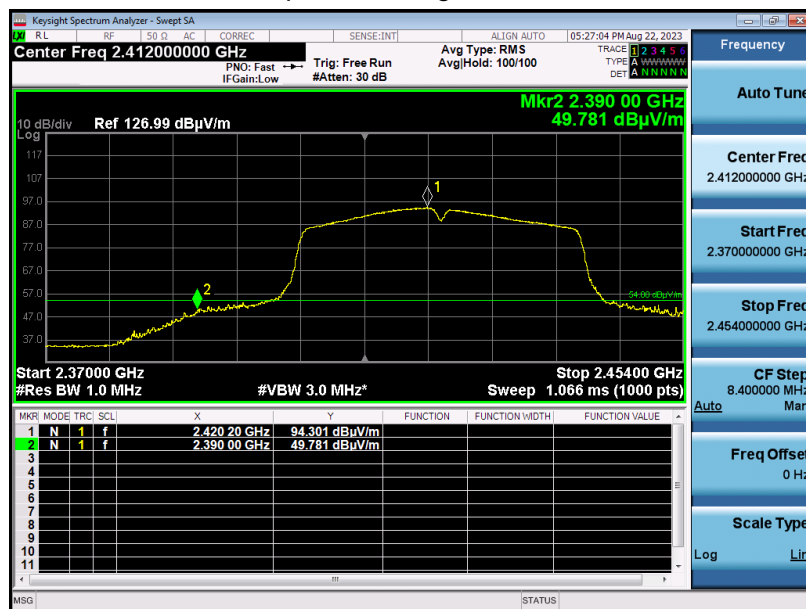 Keysight Spectrum Analyzer - Swept SA
LXI RL RF 50 Ω AC CORREC SENSE:INT ALIGN AUTO 05:27:04 PM Aug 22, 2023
Center Freq 2.412000000 GHz
PNO: Fast
IFGain:Low
Trig: Free Run
#Atten: 30 dB
Avg Type: RMS
Avg|Hold: 100/100
TRACE 1 2 3 4 5 6
TYPE A WWWWW
DET A N N N N N
Mkr2 2.390 00 GHz
49.781 dBµV/m
10 dB/div Ref 126.99 dBµV/m
Log
117
107
97.0
87.0
77.0
67.0
57.0
47.0
37.0
1
2
54.00 dBµV/m
Start 2.37000 GHz Stop 2.45400 GHz
#Res BW 1.0 MHz #VBW 3.0 MHz* Sweep 1.066 ms (1000 pts)
MKR MODE TRC SCL X Y FUNCTION FUNCTION WIDTH FUNCTION VALUE
1 N 1 f 2.420 20 GHz 94.301 dBµV/m
2 N 1 f 2.390 00 GHz 49.781 dBµV/m
3
4
5
6
7
8
9
10
11
MSG STATUS
Frequency
Auto Tune
Center Freq
2.412000000 GHz
Start Freq
2.370000000 GHz
Stop Freq
2.454000000 GHz
CF Step
8.400000 MHz
Auto Man
Freq Offset
0 Hz
Scale Type
Log Lin